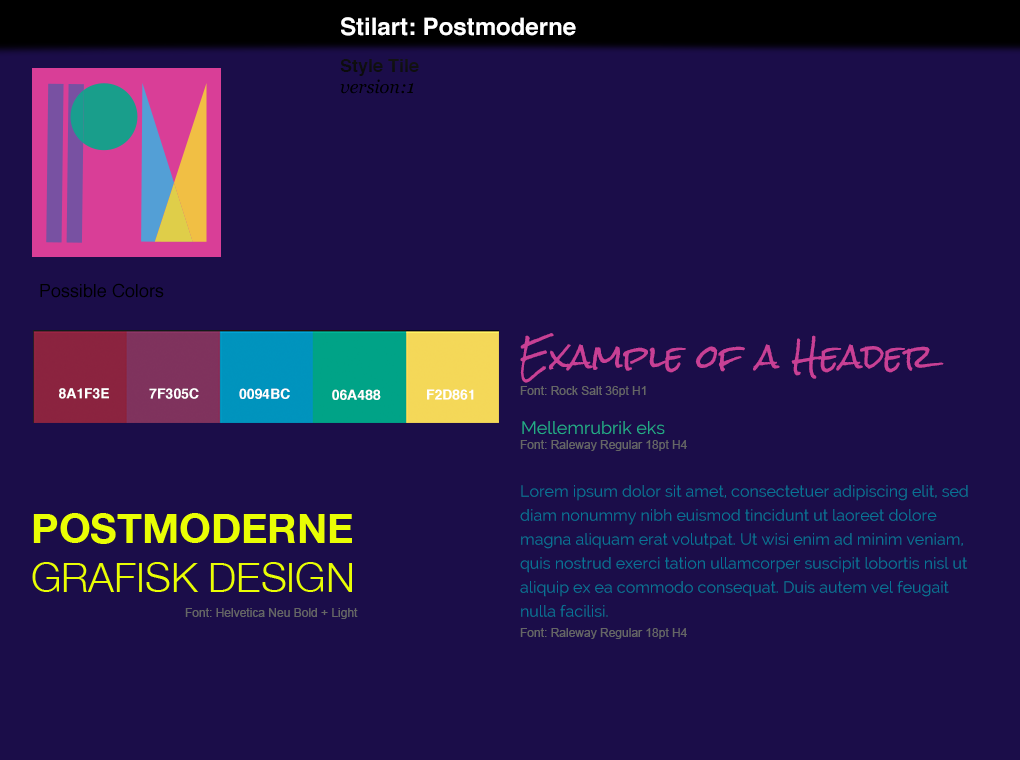 Stilart: Postmoderne
Style Tile
version:1
Possible Colors
8A1F3E 7F305C 0094BC 06A488 F2D861
POSTMODERNE
GRAFISK DESIGN
Font: Helvetica Neu Bold + Light
Example of a Header
Font: Rock Salt 36pt H1
Mellemrubrik eks
Font: Raleway Regular 18pt H4
Lorem ipsum dolor sit amet, consectetuer adipiscing elit, sed
diam nonummy nibh euismod tincidunt ut laoreet dolore
magna aliquam erat volutpat. Ut wisi enim ad minim veniam,
quis nostrud exerci tation ullamcorper suscipit lobortis nisl ut
aliquip ex ea commodo consequat. Duis autem vel feugait
nulla facilisi.
Font: Raleway Regular 18pt H4